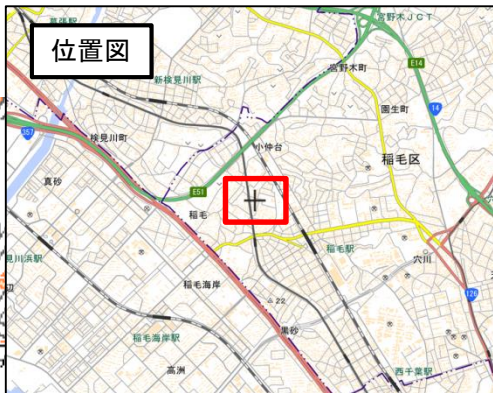 位置図
宮野木JCT
E14
新検見川駅
宮野木町
園生町
14
357
検見川町
小仲台
稲毛区
真砂
E51
稲毛
稲毛駅
穴川
見川浜駅
稲毛海岸
126
22
黒砂
稲毛海岸駅
高洲
西千葉駅